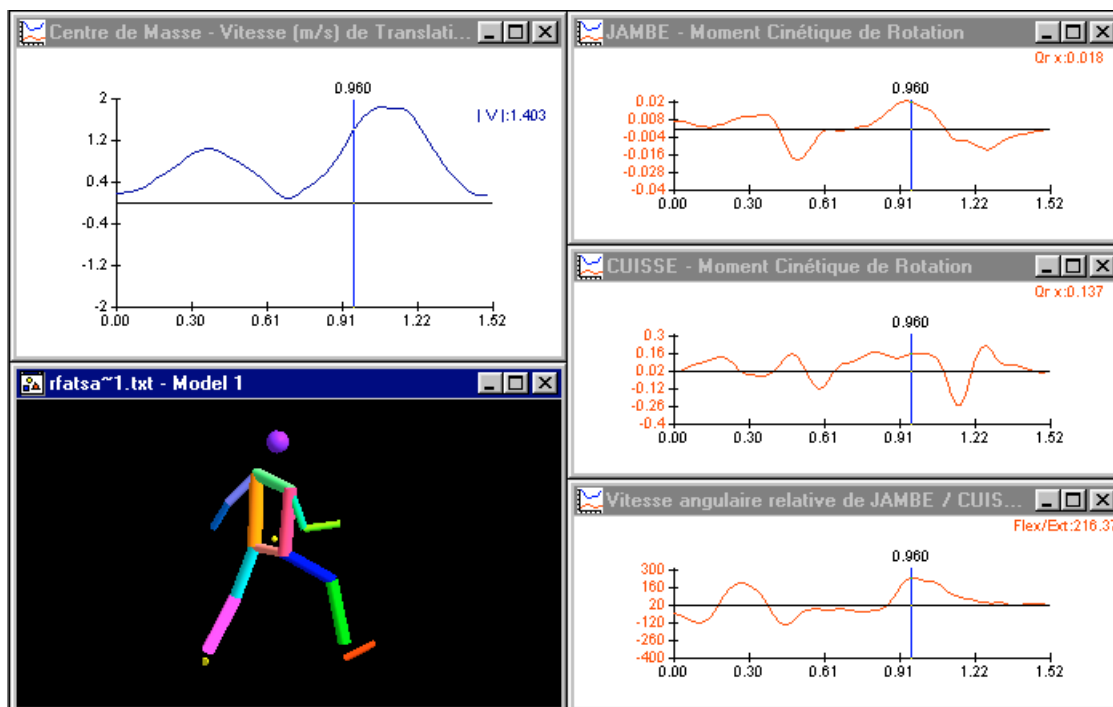 Centre de Masse - Vitesse (m/s) de Translati...
0.960
|V|:1.403
2
1.2
0.4
-0.4
-1.2
-2
0.00 0.30 0.61 0.91 1.22 1.52
rfatsa~1.txt - Model 1
JAMBE - Moment Cinétique de Rotation
Qr x:0.018
0.960
0.02
0.008
-0.004
-0.016
-0.028
-0.04
0.00 0.30 0.61 0.91 1.22 1.52
CUISSE - Moment Cinétique de Rotation
Qr x:0.137
0.960
0.3
0.16
0.02
-0.12
-0.26
-0.4
0.00 0.30 0.61 0.91 1.22 1.52
Vitesse angulaire relative de JAMBE / CUIS...
Flex/Ext:216.37
0.960
300
160
20
-120
-260
-400
0.00 0.30 0.61 0.91 1.22 1.52